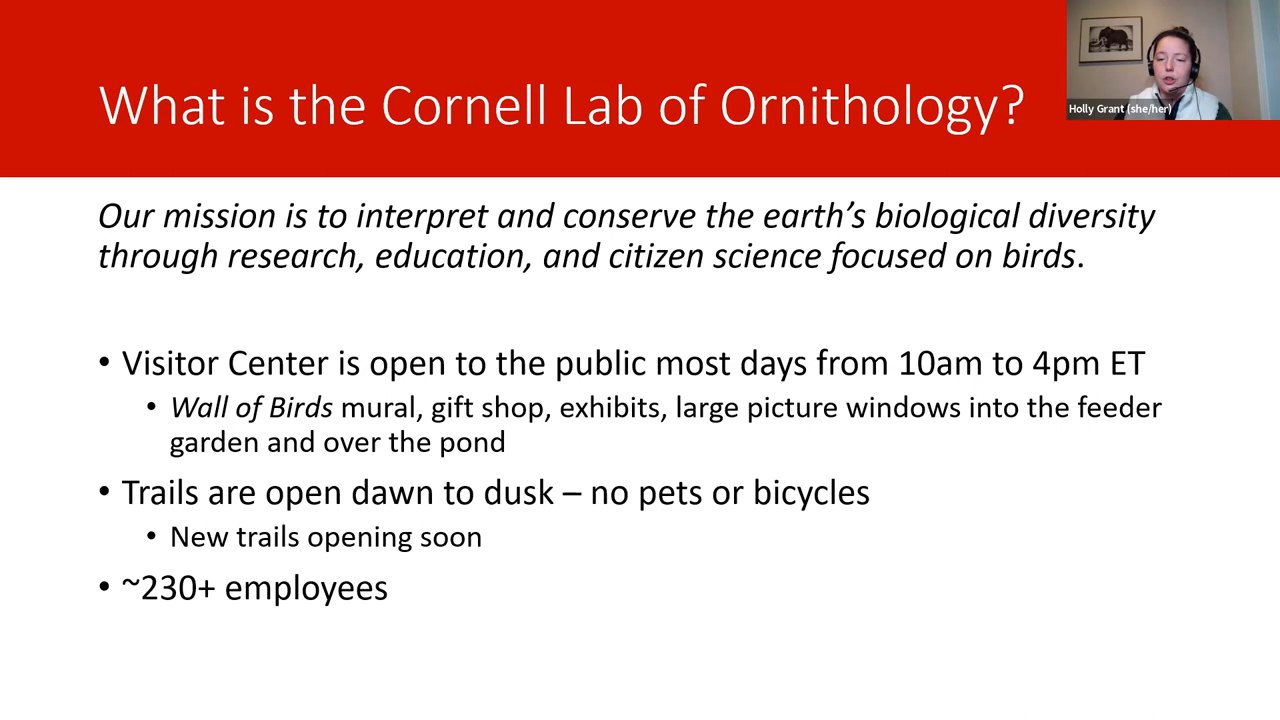 What is the Cornell Lab of Ornithology?
Holly Grant (she/her)
Our mission is to interpret and conserve the earth’s biological diversity
through research, education, and citizen science focused on birds.
• Visitor Center is open to the public most days from 10am to 4pm ET
• Wall of Birds mural, gift shop, exhibits, large picture windows into the feeder
garden and over the pond
• Trails are open dawn to dusk – no pets or bicycles
• New trails opening soon
• ~230+ employees